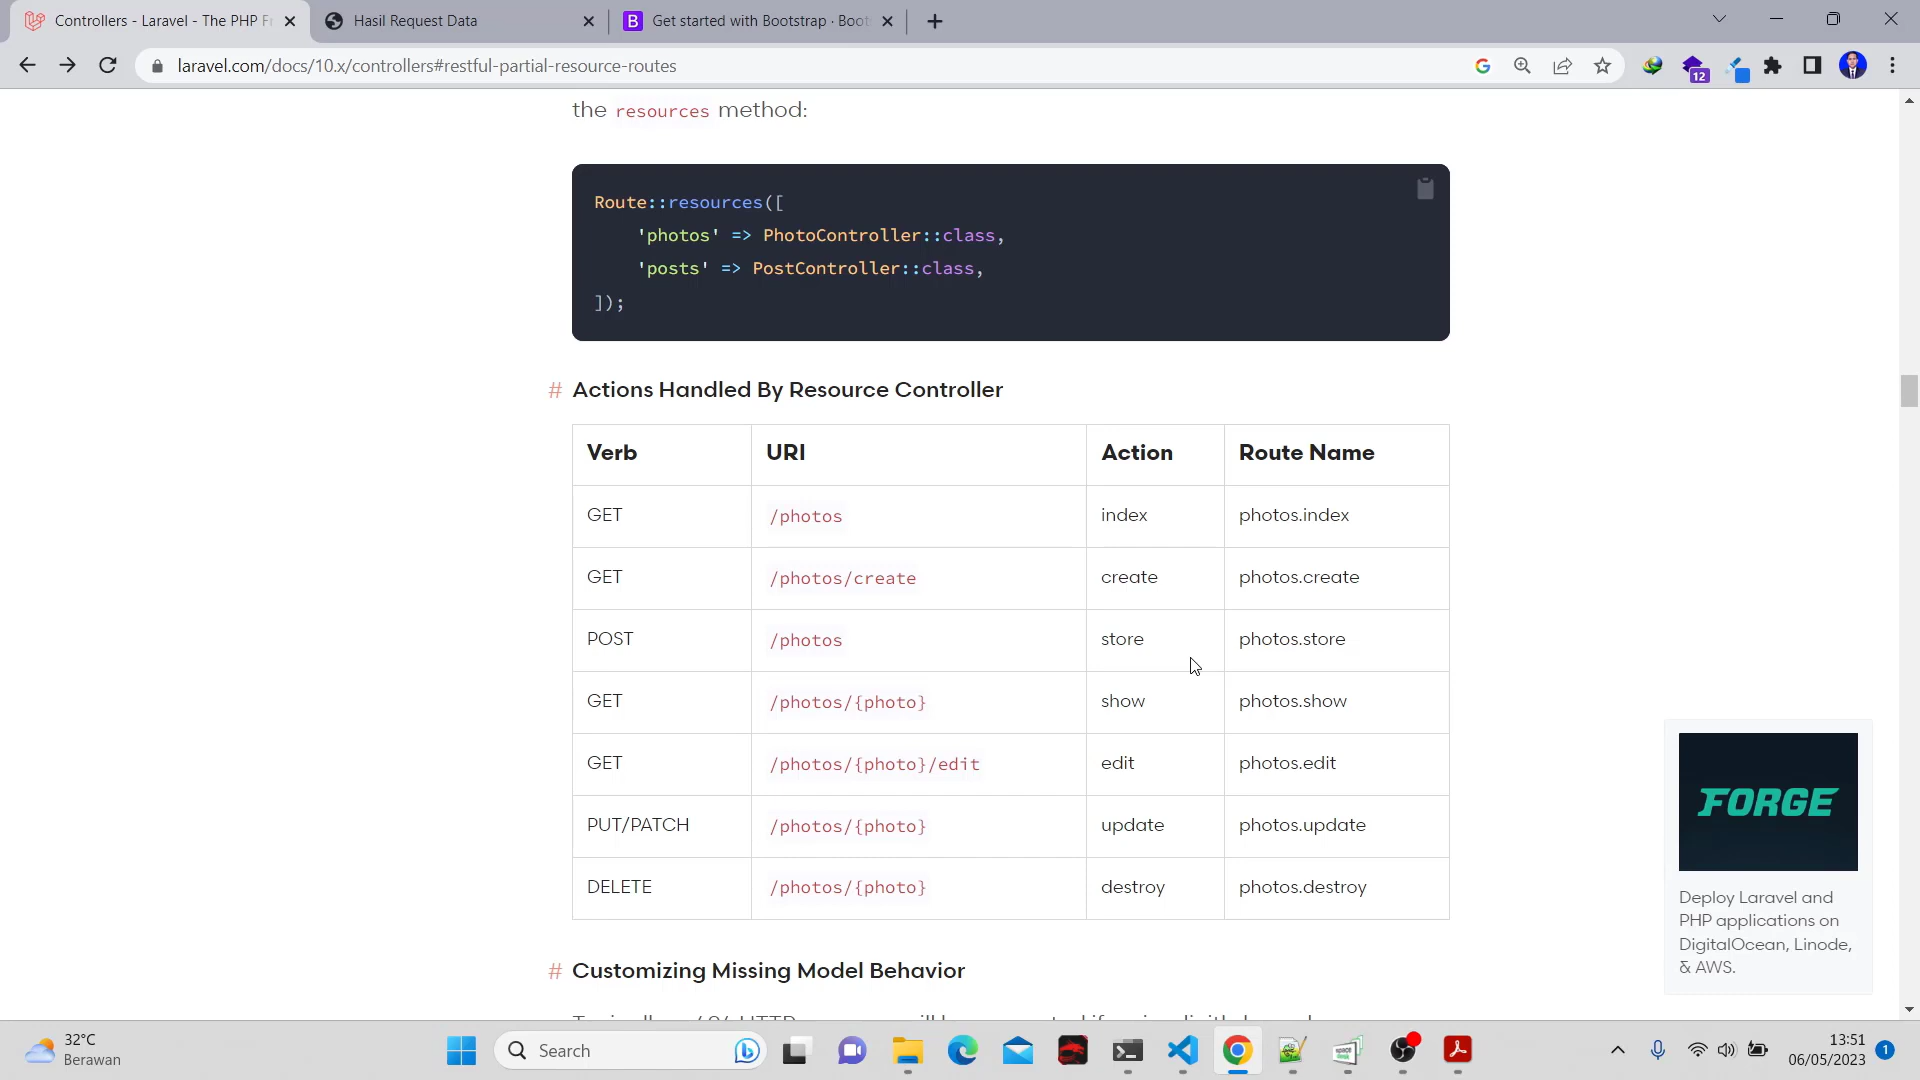 Controllers - Laravel - The PHP Fr
Hasil Request Data
B Get started with Bootstrap · Boot
laravel.com/docs/10.x/controllers#restful-partial-resource-routes
12
the resources method:
Route::resources([
'photos' => PhotoController::class,
'posts' => PostController::class,
]);
# Actions Handled By Resource Controller
Verb URI Action Route Name
GET /photos index photos.index
GET /photos/create create photos.create
POST /photos store photos.store
GET /photos/{photo} show photos.show
GET /photos/{photo}/edit edit photos.edit
PUT/PATCH /photos/{photo} update photos.update
DELETE /photos/{photo} destroy photos.destroy
FORGE
Deploy Laravel and
PHP applications on
DigitalOcean, Linode,
& AWS.
# Customizing Missing Model Behavior
32°C
Berawan
Search
13:51
06/05/2023
1